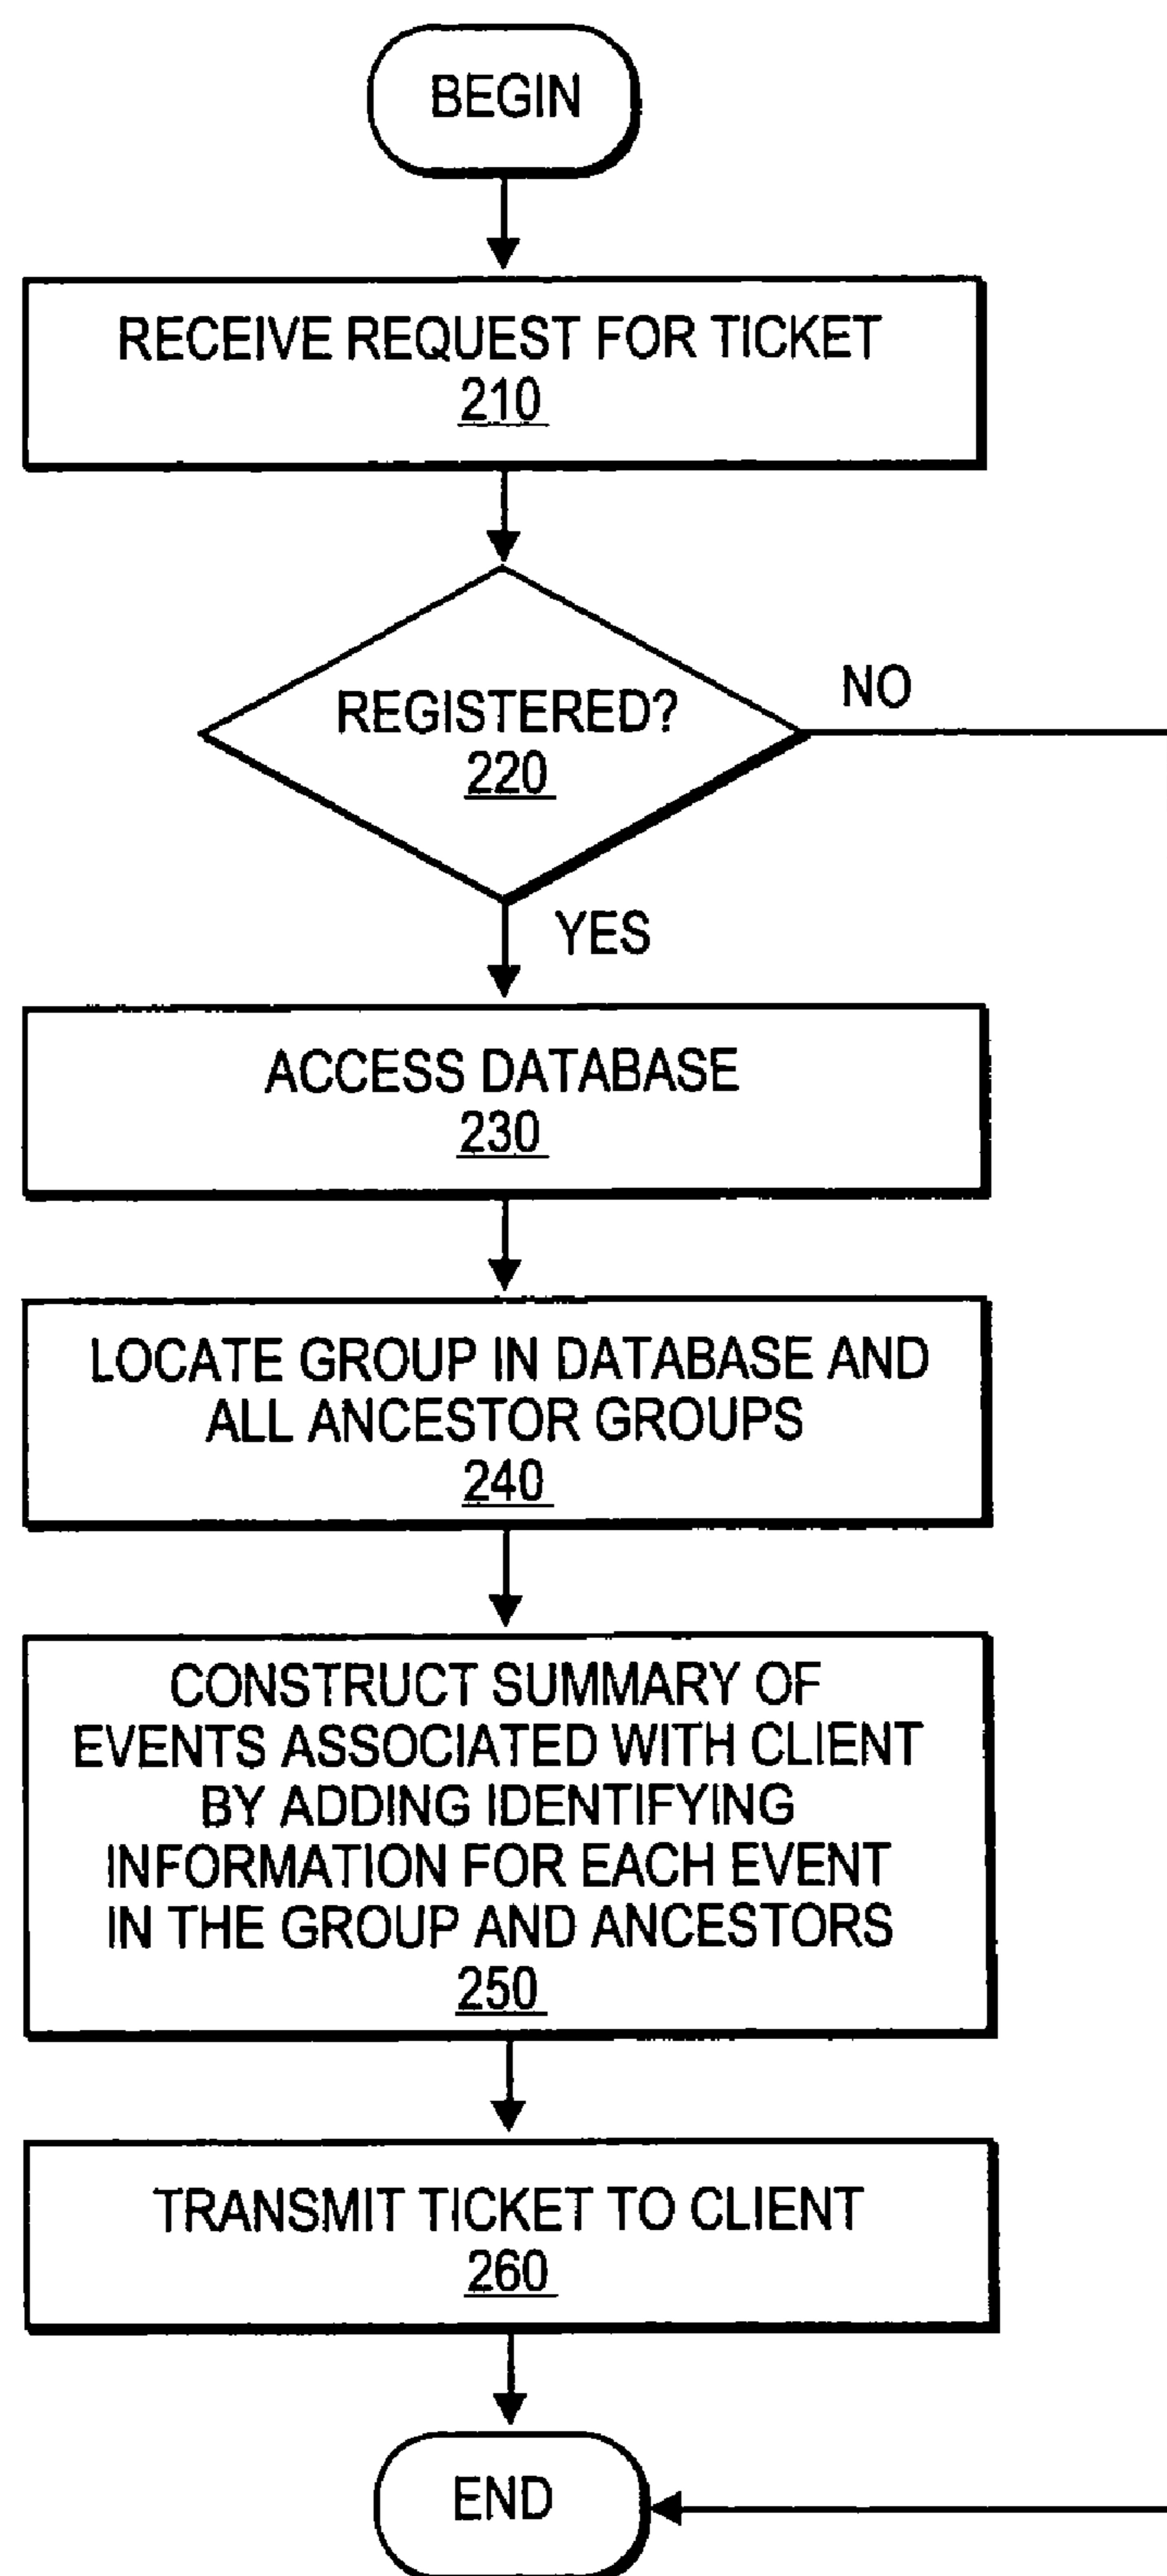 BEGIN
RECEIVE REQUEST FOR TICKET
210
REGISTERED?
220
NO
YES
ACCESS DATABASE
230
LOCATE GROUP IN DATABASE AND
ALL ANCESTOR GROUPS
240
CONSTRUCT SUMMARY OF
EVENTS ASSOCIATED WITH CLIENT
BY ADDING IDENTIFYING
INFORMATION FOR EACH EVENT
IN THE GROUP AND ANCESTORS
250
TRANSMIT TICKET TO CLIENT
260
END